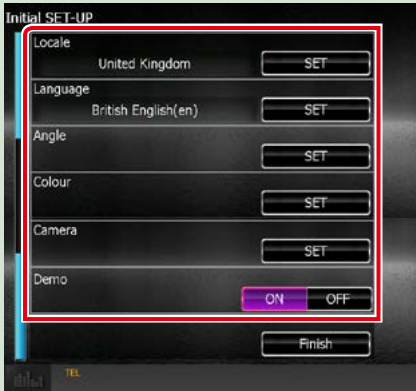 Initial SET-UP
Locale
United Kingdom SET
Language
British English(en) SET
Angle
SET
Colour
SET
Camera
SET
Demo
ON OFF
Finish
TEL